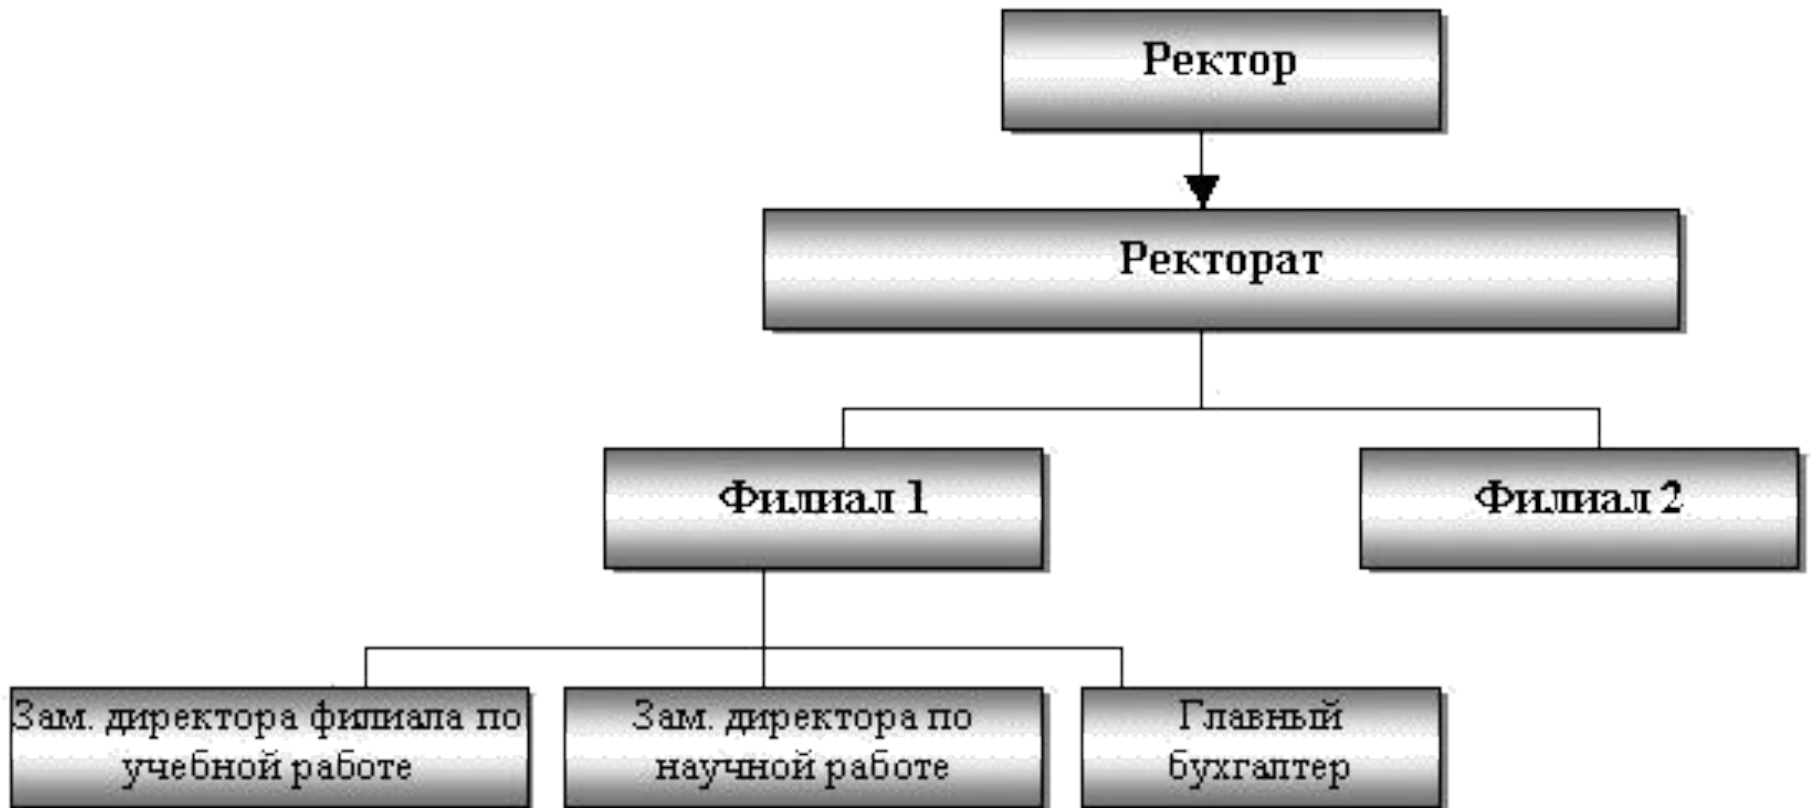 Ректор
Ректорат
Филиал 1
Филиал 2
Зам. директора филиала по
учебной работе
Зам. директора по
научной работе
Главный
бухгалтер